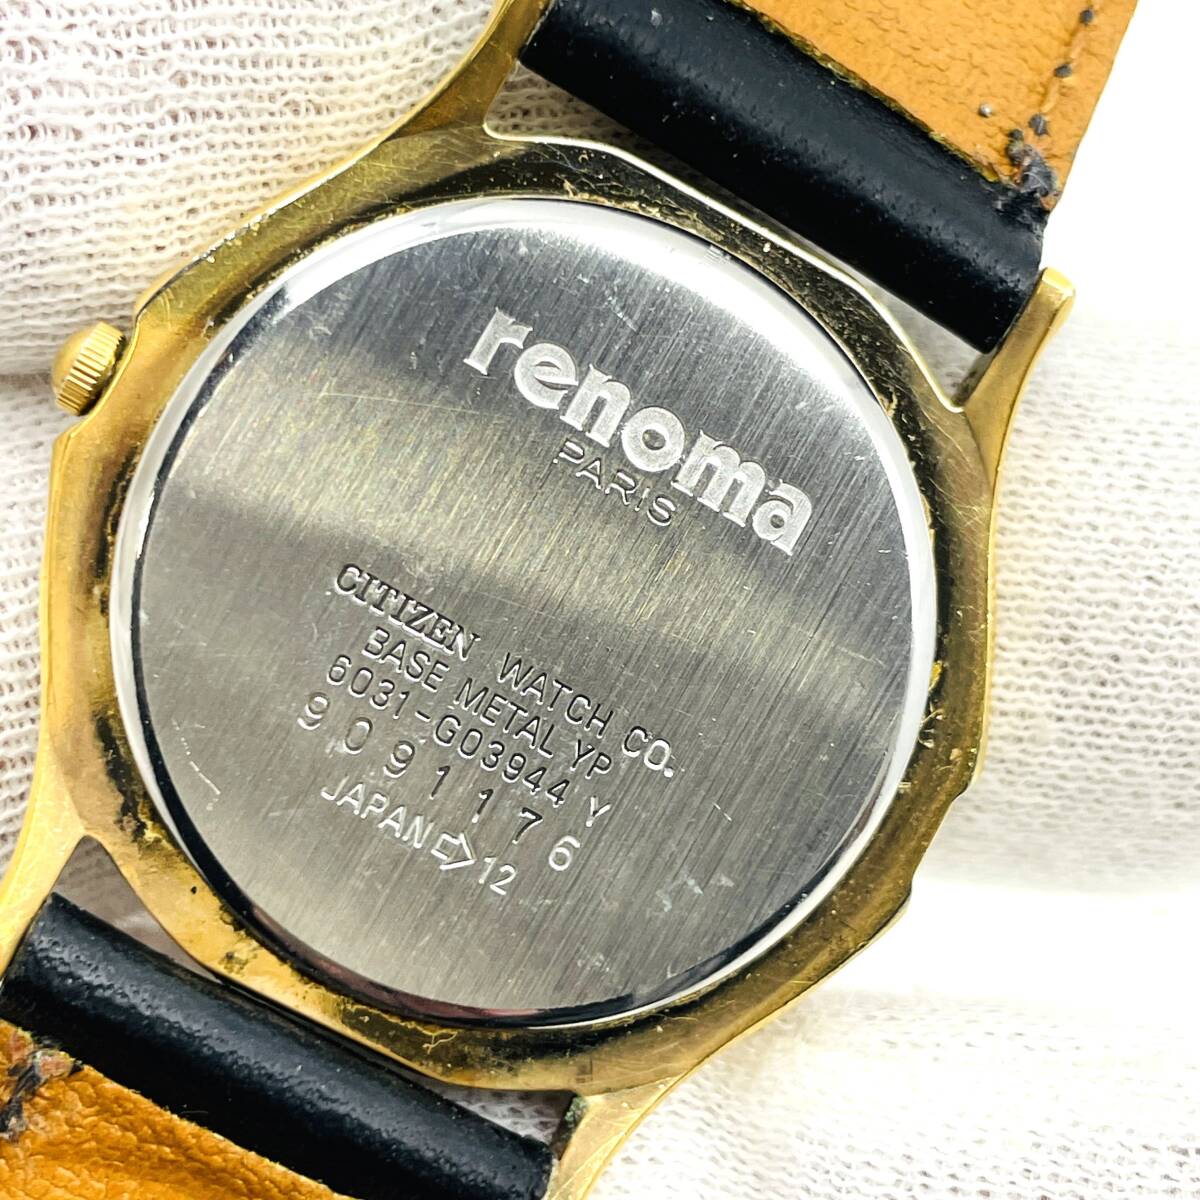 renoma
PARIS
CITIZEN WATCH CO.
BASE METAL YP
6031-G03944 Y
9091176
JAPAN⇨12